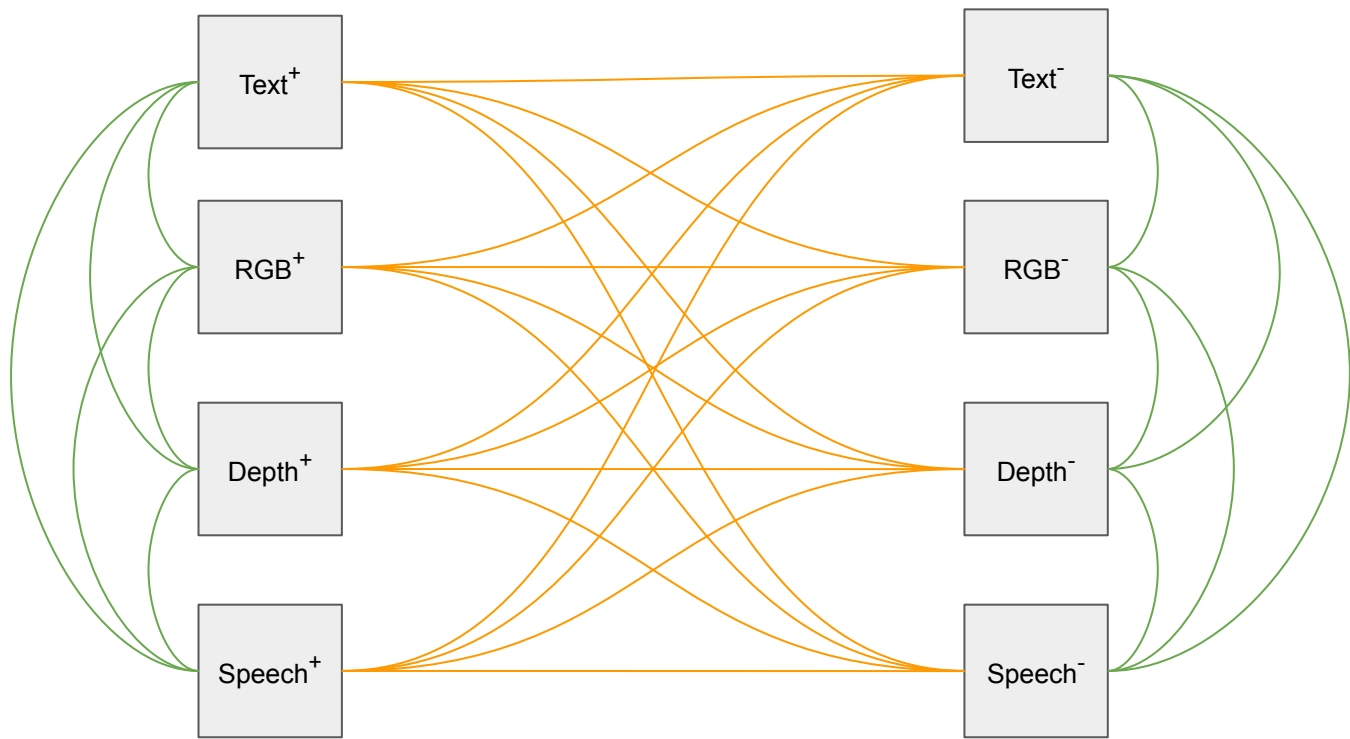 Text⁺
Text⁻
RGB⁺
RGB⁻
Depth⁺
Depth⁻
Speech⁺
Speech⁻